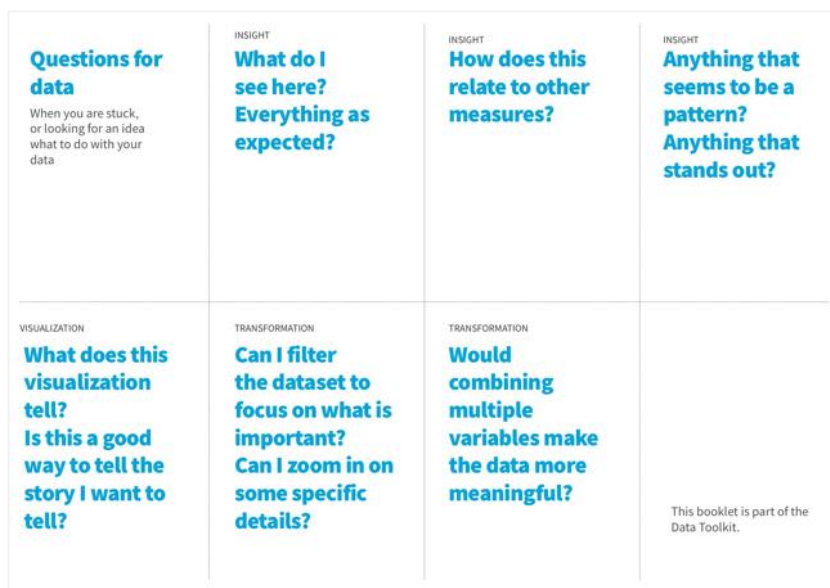 Questions for
data
When you are stuck,
or looking for an idea
what to do with your
data
INSIGHT
What do I
see here?
Everything as
expected?
INSIGHT
How does this
relate to other
measures?
INSIGHT
Anything that
seems to be a
pattern?
Anything that
stands out?
VISUALIZATION
What does this
visualization
tell?
Is this a good
way to tell the
story I want to
tell?
TRANSFORMATION
Can I filter
the dataset to
focus on what is
important?
Can I zoom in on
some specific
details?
TRANSFORMATION
Would
combining
multiple
variables make
the data more
meaningful?
This booklet is part of the
Data Toolkit.